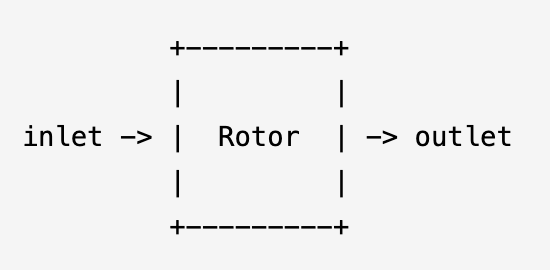 +---------+
         |         |
inlet -> |  Rotor  | -> outlet
         |         |
         +---------+